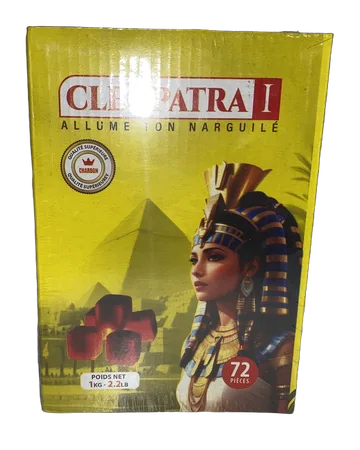 CLEOPATRA I
ALLUME TON NARGUILÉ
QUALITÉ SUPÉRIEURE
CHARBON
QUALITÉ SUPÉRIEURE
POIDS NET
1KG - 2.2LB
72
PIÈCES